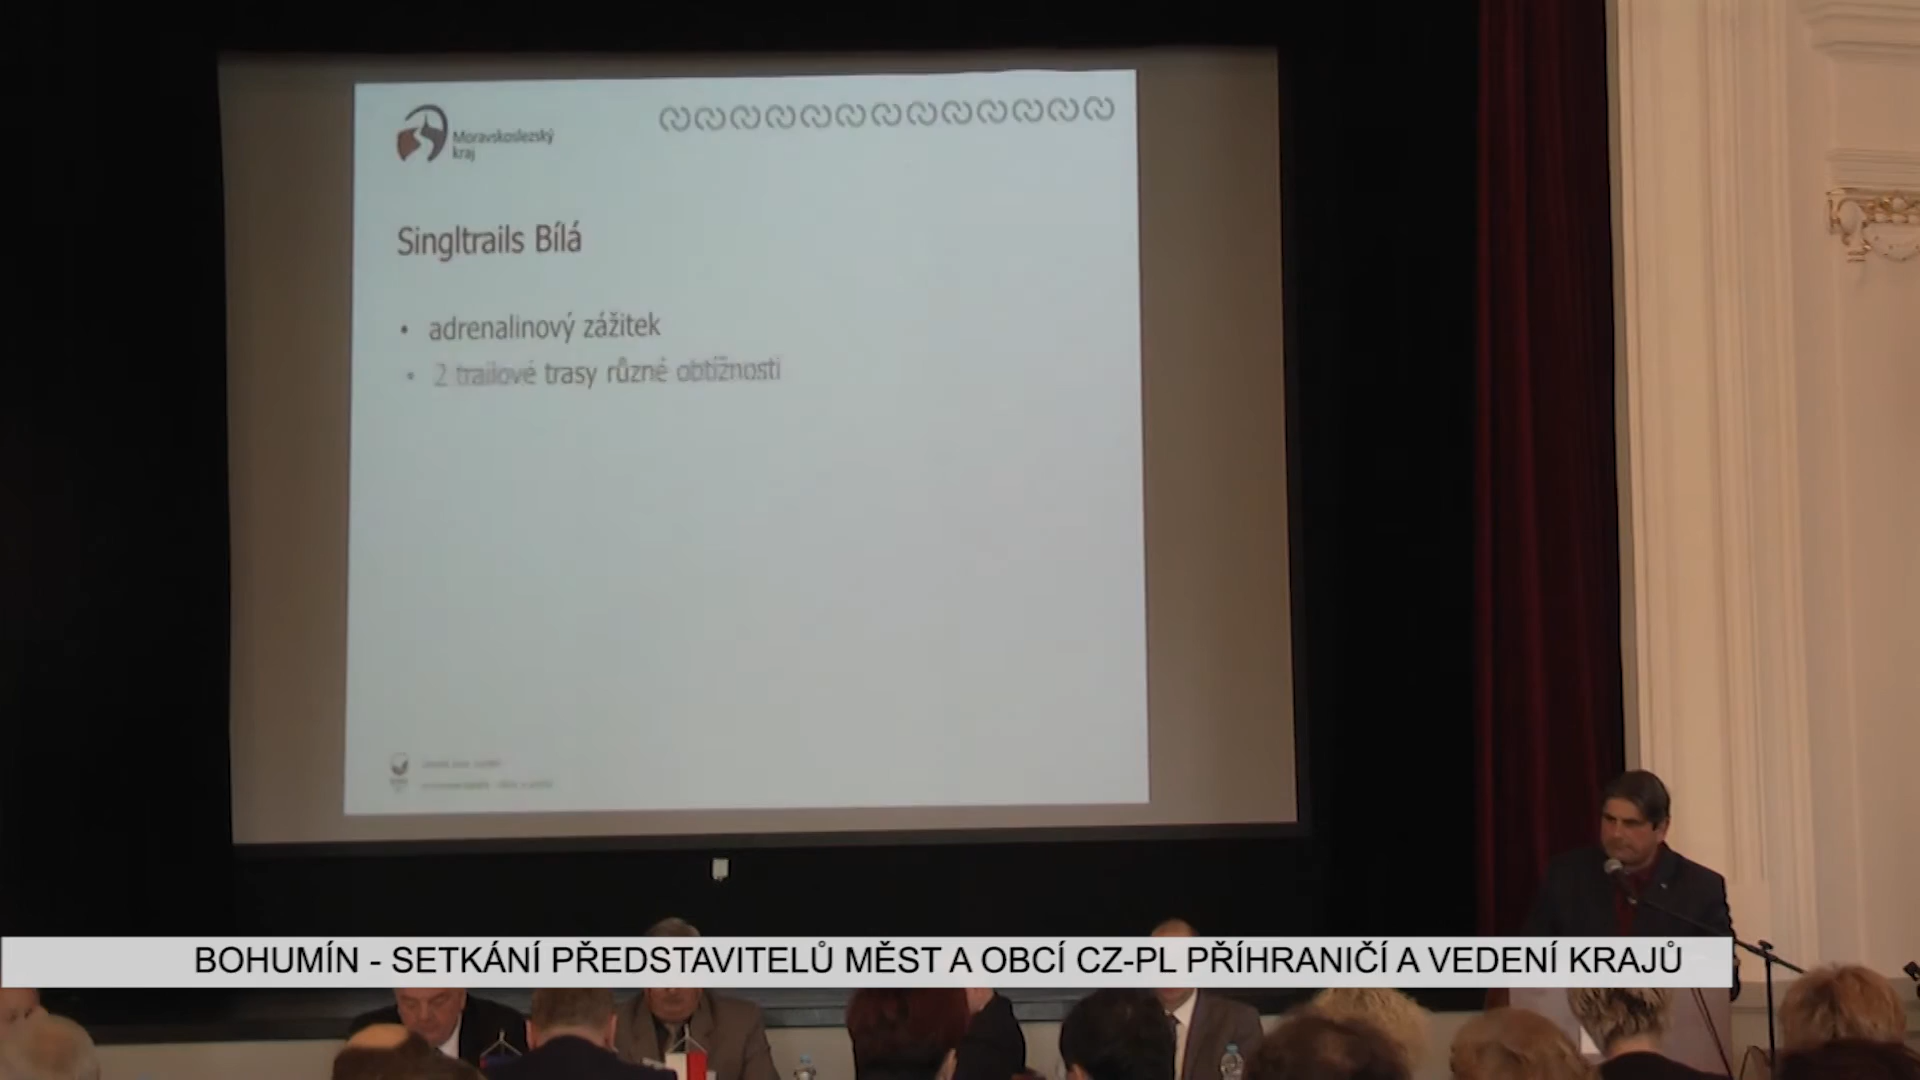 Moravskoslezský
kraj
Singltrails Bílá
• adrenalinový zážitek
• 2 trailové trasy různé obtížnosti
BOHUMÍN - SETKÁNÍ PŘEDSTAVITELŮ MĚST A OBCÍ CZ-PL PŘÍHRANIČÍ A VEDENÍ KRAJŮ